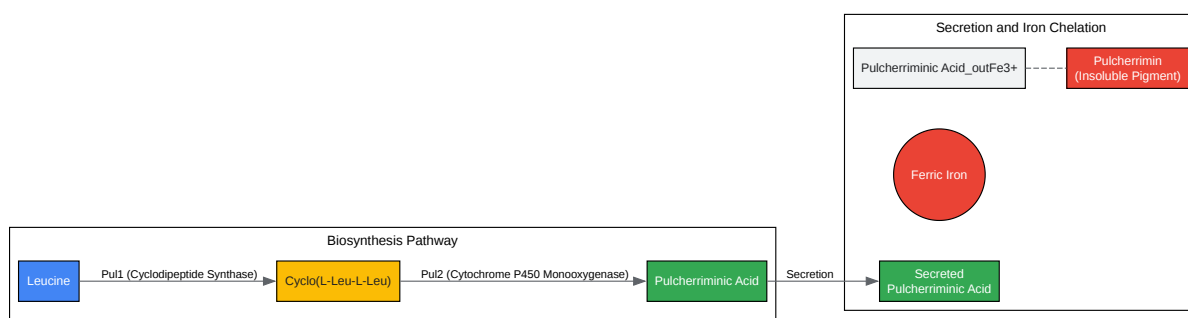 Secretion and Iron Chelation
Pulcherriminic Acid_outFe3+
Pulcherrimin
(Insoluble Pigment)
Ferric Iron
Biosynthesis Pathway
Leucine
Pul1 (Cyclodipeptide Synthase)
Cyclo(L-Leu-L-Leu)
Pul2 (Cytochrome P450 Monooxygenase)
Pulcherriminic Acid
Secretion
Secreted
Pulcherriminic Acid